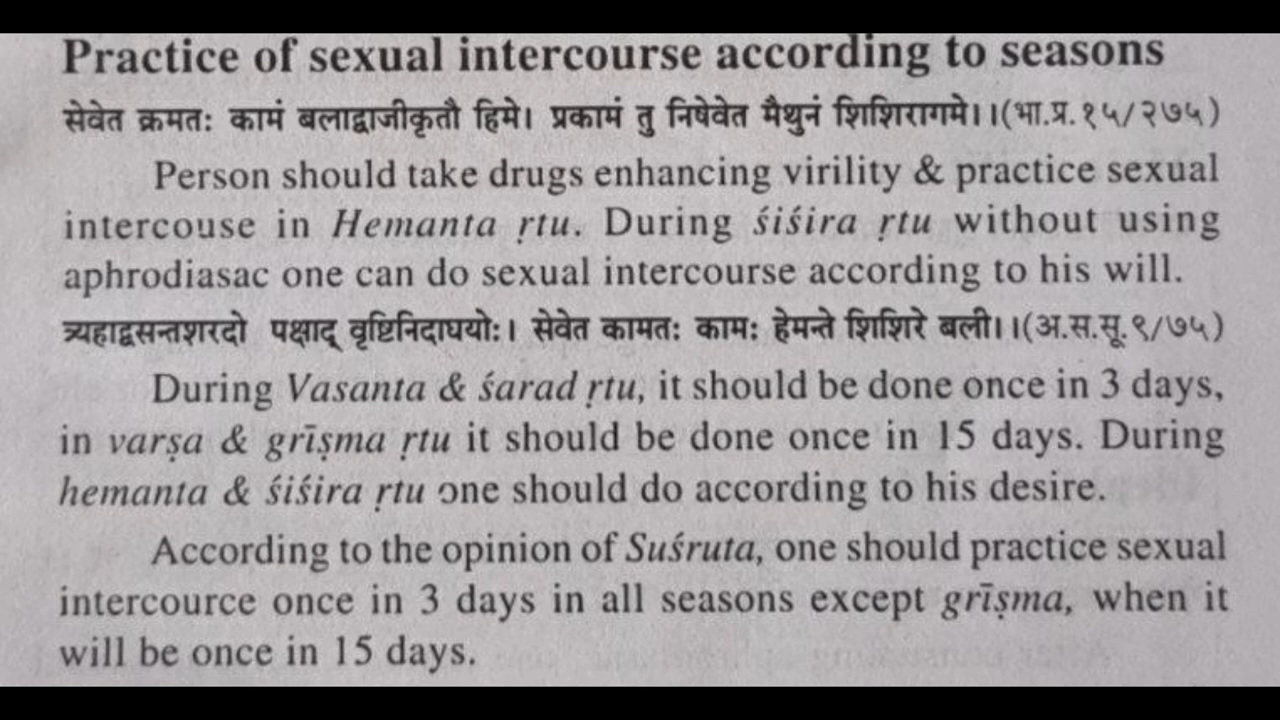 Practice of sexual intercourse according to seasons
सेवेत क्रमतः कामं बलाद्वाजीकृतौ हिमे। प्रकामं तु निषेवेत मैथुनं शिशिरागमे।।(भा.प्र.१५/२७५)
Person should take drugs enhancing virility & practice sexual
intercouse in Hemanta ṛtu. During śiśira ṛtu without using
aphrodiasac one can do sexual intercourse according to his will.
त्र्यहाद्वसन्तशरदो पक्षाद् वृष्टिनिदाघयोः। सेवेत कामतः कामः हेमन्ते शिशिरे बली।।(अ.स.सू.९/७५)
During Vasanta & śarad ṛtu, it should be done once in 3 days,
in varṣa & grīṣma ṛtu it should be done once in 15 days. During
hemanta & śiśira ṛtu one should do according to his desire.
According to the opinion of Suśruta, one should practice sexual
intercource once in 3 days in all seasons except grīṣma, when it
will be once in 15 days.